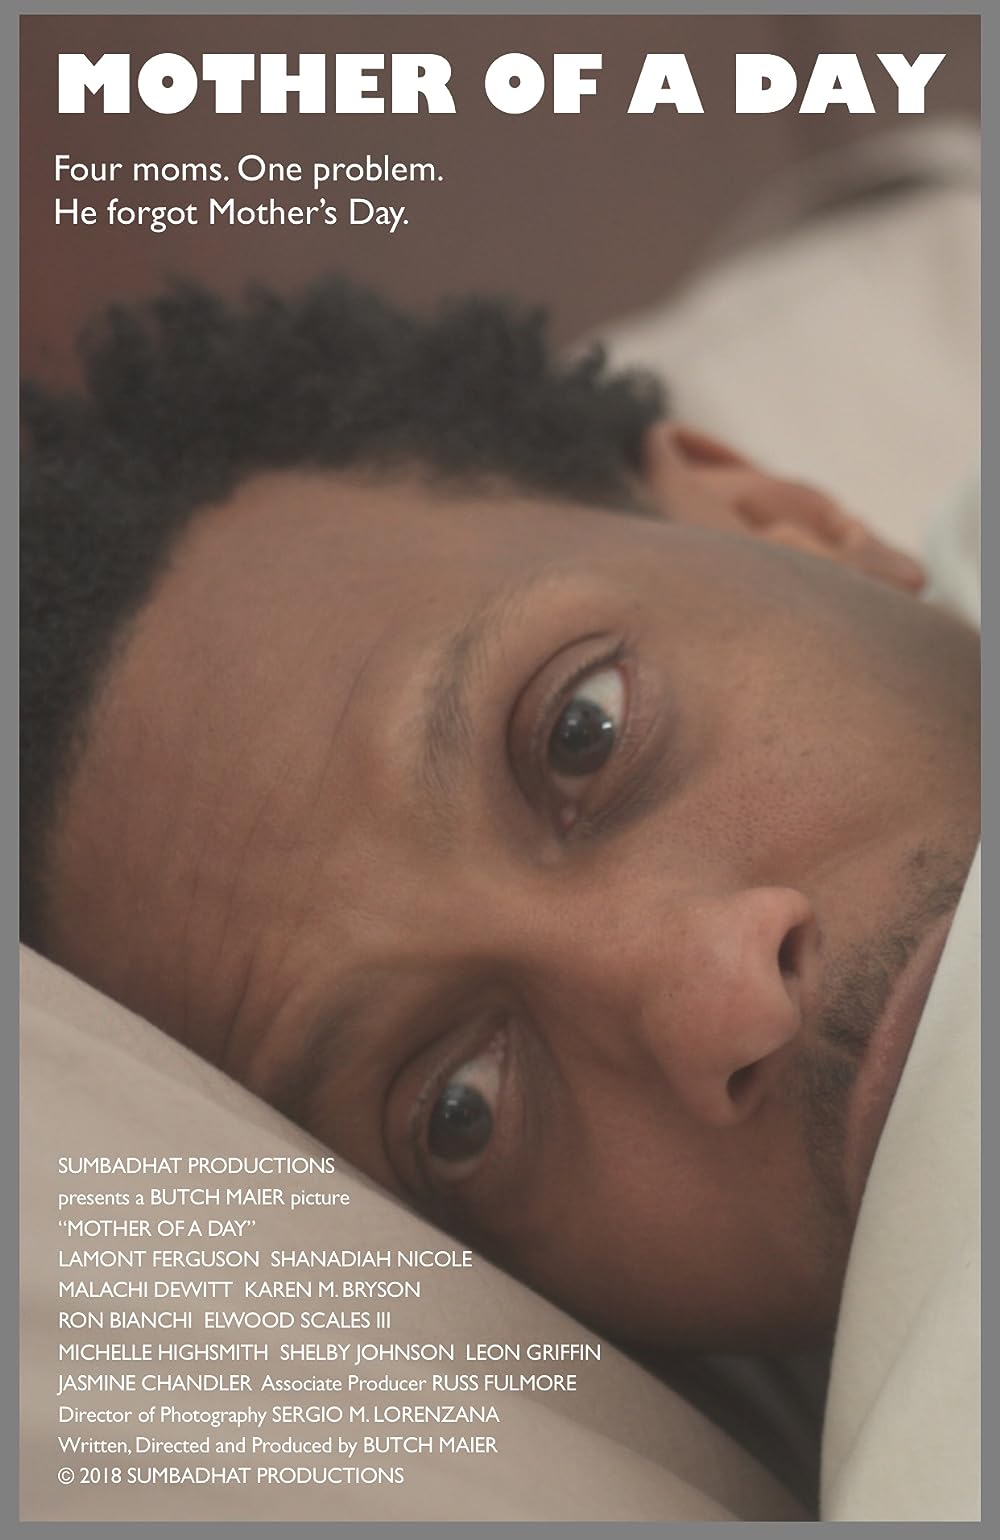 MOTHER OF A DAY
Four moms. One problem.
He forgot Mother's Day.
SUMBADHAT PRODUCTIONS
presents a BUTCH MAIER picture
“MOTHER OF A DAY”
LAMONT FERGUSON SHANADIAH NICOLE
MALACHI DEWITT KAREN M. BRYSON
RON BIANCHI ELWOOD SCALES III
MICHELLE HIGHSMITH SHELBY JOHNSON LEON GRIFFIN
JASMINE CHANDLER Associate Producer RUSS FULMORE
Director of Photography SERGIO M. LORENZANA
Written, Directed and Produced by BUTCH MAIER
© 2018 SUMBADHAT PRODUCTIONS